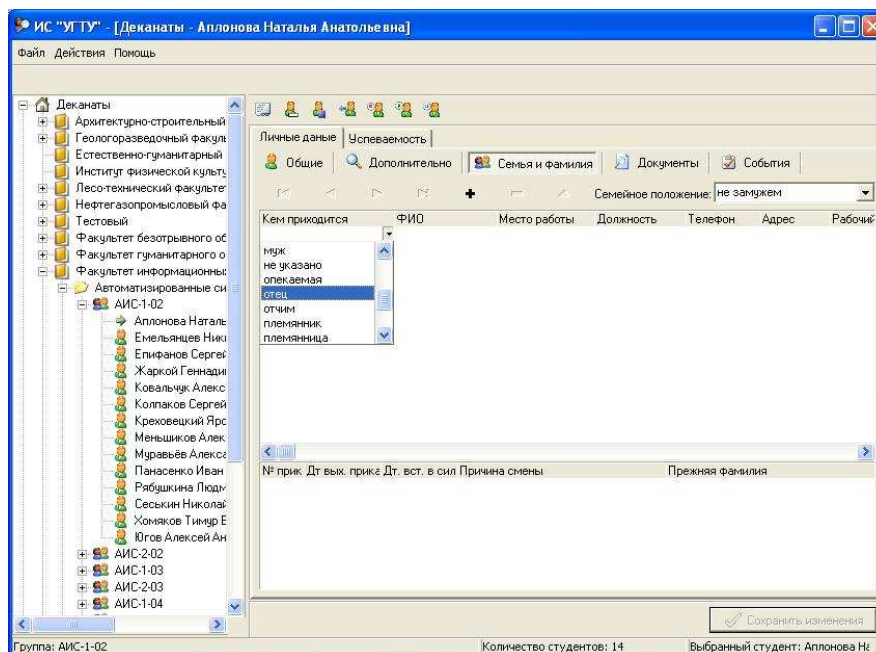 ИС "УГТУ" - [Деканаты - Аплонова Наталья Анатольевна]
Файл Действия Помощь
Деканаты
Архитектурно-строительный
Геологоразведочный факуль
Естественно-гуманитарный
Институт физической культу
Лесо-технический факульте
Нефтегазопромысловый фа
Тестовый
Факультет безотрывного об
Факультет гуманитарного о
Факультет информационны
Автоматизированные си
АИС-1-02
Аплонова Наталь
Емельянцев Ники
Епифанов Сергей
Жаркой Геннади
Ковальчук Алекс
Колпаков Сергей
Креховецкий Яро
Меньшиков Алек
Муравьёв Алекса
Панасенко Иван
Рябушкина Людм
Сеськин Николай
Хомяков Тимур Е
Югов Алексей Ан
АИС-2-02
АИС-1-03
АИС-2-03
АИС-1-04
Личные даные Успеваемость
Общие Дополнительно Семья и фамилия Документы События
Семейное положение: не замужем
Кем приходится ФИО Место работы Должность Телефон Адрес Рабочий
муж
не указано
опекаемая
отец
отчим
племянник
племянница
№ прик Дт вых. прика Дт. вст. в сил Причина смены Прежняя фамилия
Сохранить изменения
Группа: АИС-1-02 Количество студентов: 14 Выбранный студент: Аплонова На